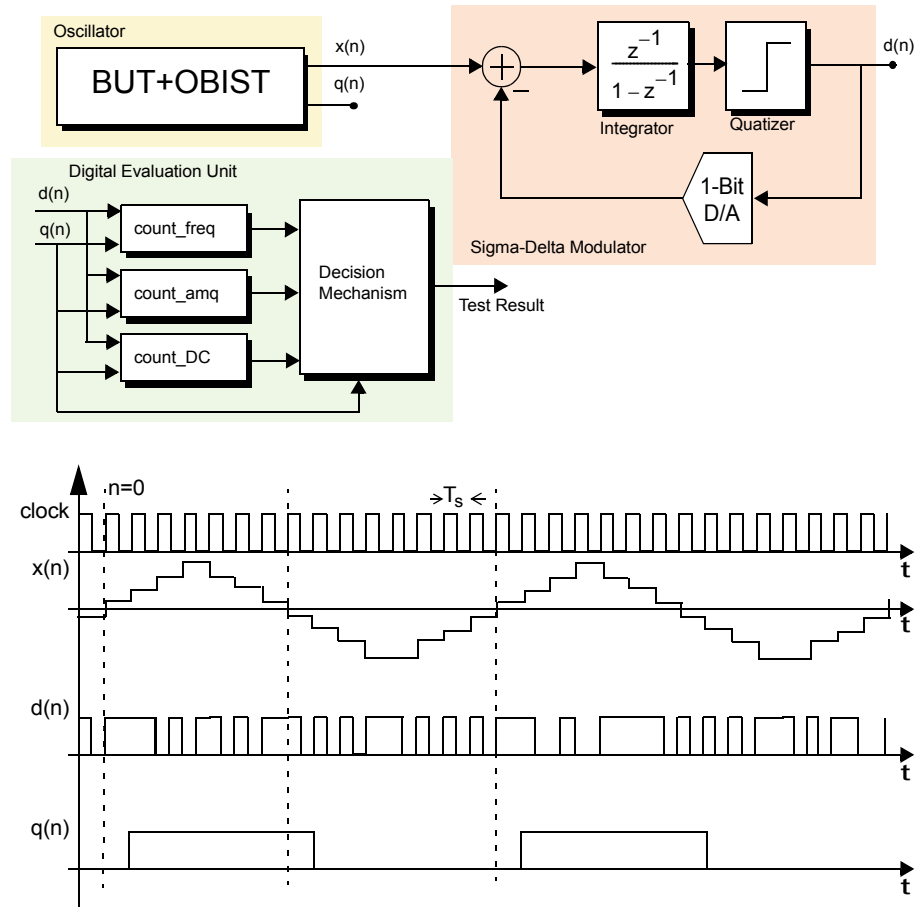 Oscillator
BUT+OBIST
x(n)
q(n)
+
−
z⁻¹
1 − z⁻¹
Integrator
Quatizer
d(n)
1-Bit
D/A
Sigma-Delta Modulator
Digital Evaluation Unit
d(n)
q(n)
count_freq
count_amq
count_DC
Decision
Mechanism
Test Result
n=0
Ts
clock
t
x(n)
t
d(n)
t
q(n)
t